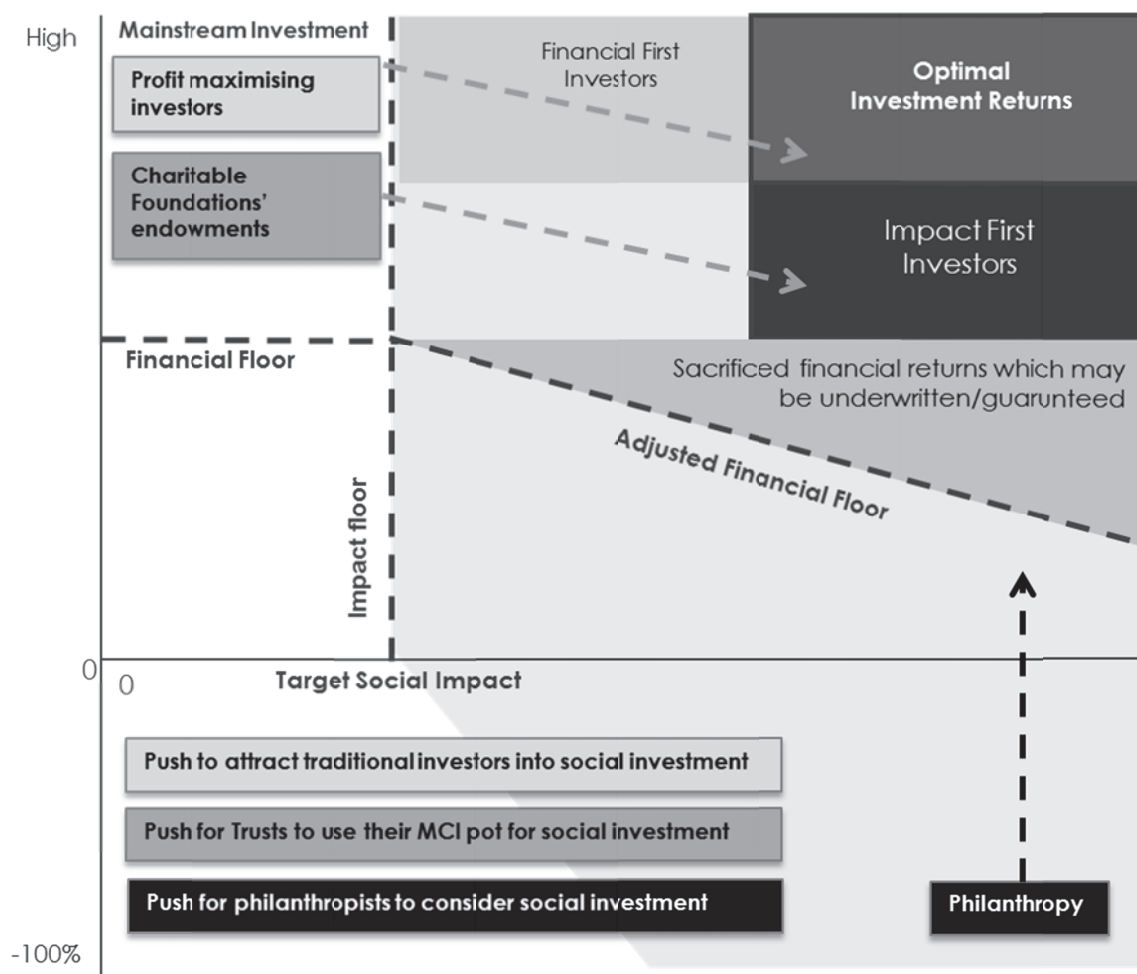 High
Mainstream Investment
Profit maximising
investors
Charitable
Foundations'
endowments
Financial First
Investors
Optimal
Investment Returns
Impact First
Investors
Financial Floor
Sacrificed financial returns which may
be underwritten/guarunteed
Adjusted Financial Floor
Impact floor
0
0
Target Social Impact
Push to attract traditional investors into social investment
Push for Trusts to use their MCI pot for social investment
Push for philanthropists to consider social investment
Philanthropy
-100%